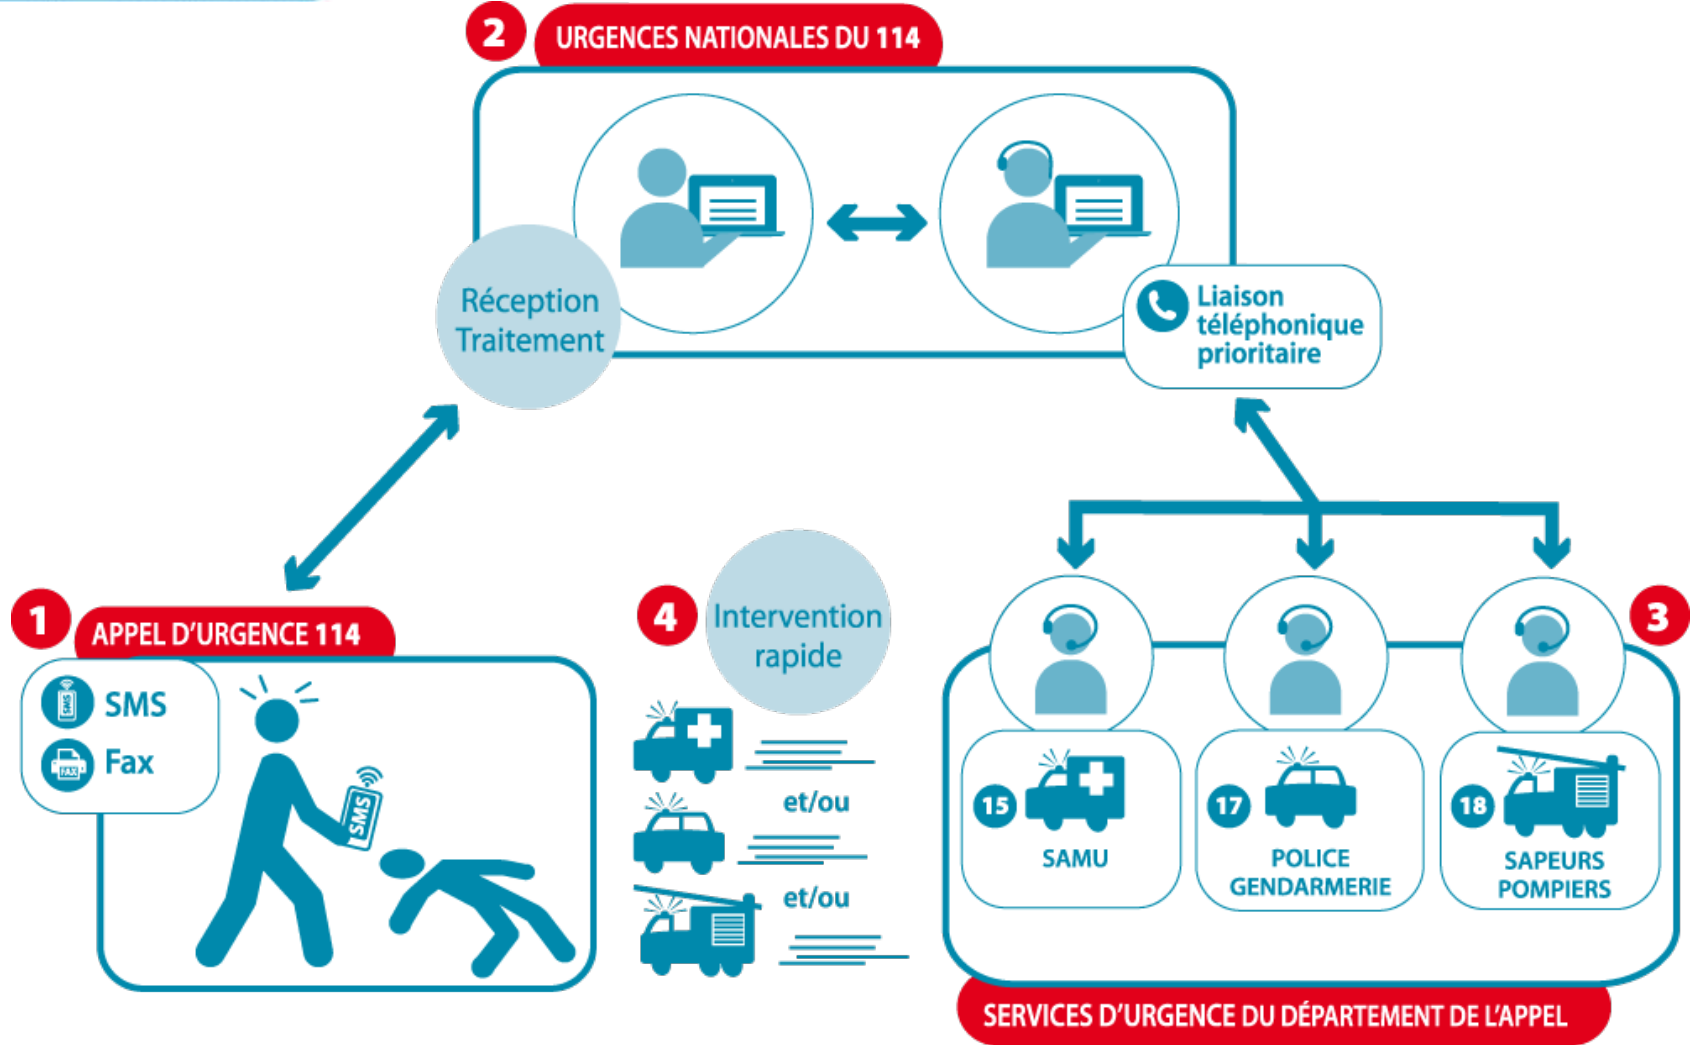 2
URGENCES NATIONALES DU 114
Réception
Traitement
Liaison
téléphonique
prioritaire
1
APPEL D'URGENCE 114
SMS
SMS
FAX
Fax
SMS
4
Intervention
rapide
et/ou
et/ou
3
15
SAMU
17
POLICE
GENDARMERIE
18
SAPEURS
POMPIERS
SERVICES D'URGENCE DU DÉPARTEMENT DE L'APPEL